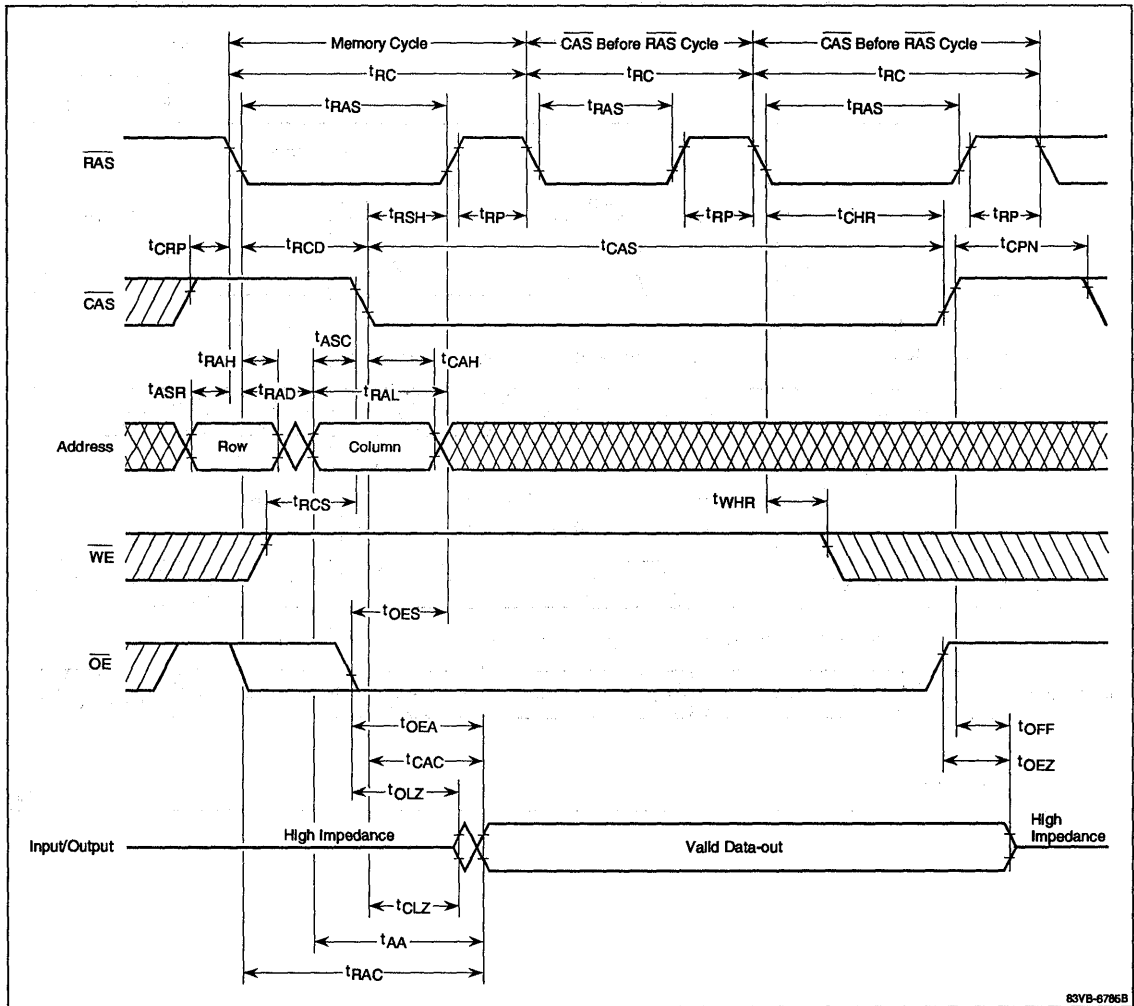 Memory Cycle
CAS Before RAS Cycle
CAS Before RAS Cycle
tRC
tRC
tRC
tRAS
tRAS
tRAS
RAS
tRSH
tRP
tRP
tCHR
tRP
tCRP
tRCD
tCAS
tCPN
CAS
tASC
tRAH
tCAH
tASR
tRAD
tRAL
Address
Row
Column
tRCS
tWHR
WE
tOES
OE
tOEA
tOFF
tCAC
tOEZ
tOLZ
High Impedance
High
Impedance
Input/Output
Valid Data-out
tCLZ
tAA
tRAC
83VB-6785B